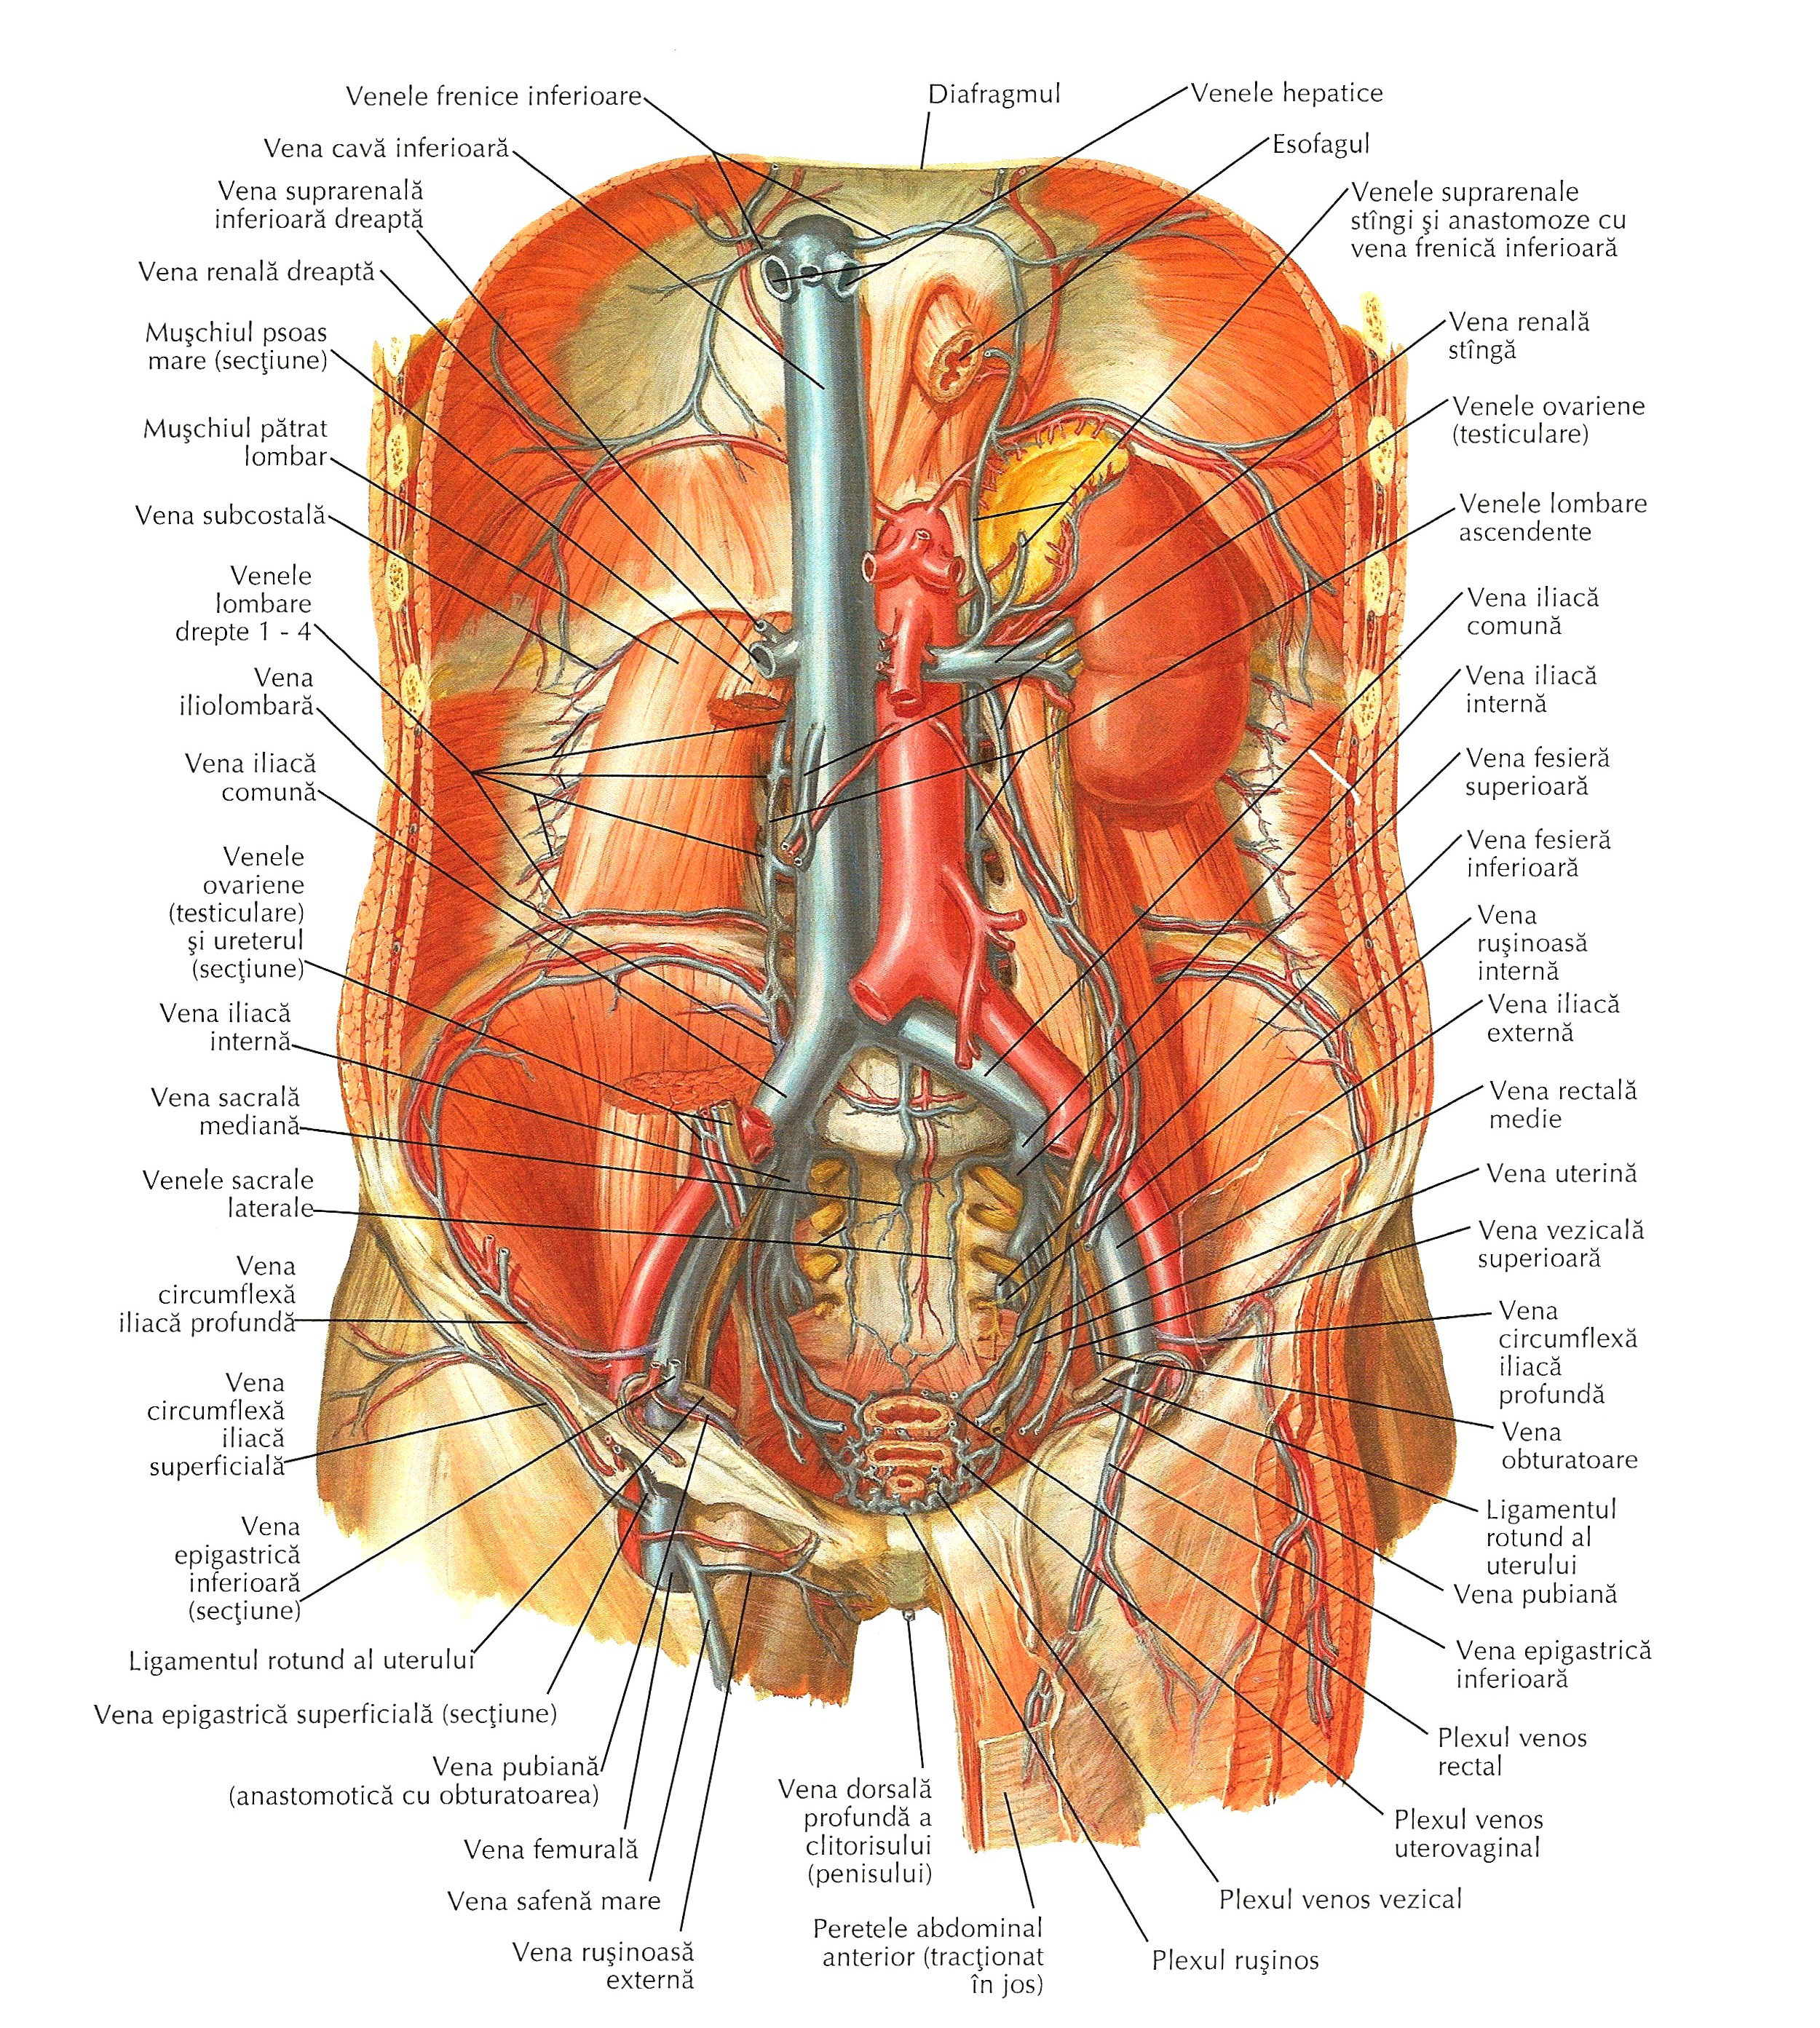 Venele frenice inferioare
Vena cavă inferioară
Vena suprarenală
inferioară dreaptă
Vena renală dreaptă
Muşchiul psoas
mare (secţiune)
Muşchiul pătrat
lombar
Vena subcostală
Venele
lombare
drepte 1 - 4
Vena
iliolombară
Vena iliacă
comună
Venele
ovariene
(testiculare)
şi ureterul
(secţiune)
Vena iliacă
internă
Vena sacrală
mediană
Venele sacrale
laterale
Vena
circumflexă
iliacă profundă
Vena
circumflexă
iliacă
superficială
Vena
epigastrică
inferioară
(secţiune)
Ligamentul rotund al uterului
Vena epigastrică superficială (secţiune)
Vena pubiană
(anastomotică cu obturatoarea)
Vena femurală
Vena safenă mare
Vena ruşinoasă
externă
Diafragmul
Venele hepatice
Esofagul
Venele suprarenale
stîngi şi anastomoze cu
vena frenică inferioară
Vena renală
stîngă
Venele ovariene
(testiculare)
Venele lombare
ascendente
Vena iliacă
comună
Vena iliacă
internă
Vena fesieră
superioară
Vena fesieră
inferioară
Vena
ruşinoasă
internă
Vena iliacă
externă
Vena rectală
medie
Vena uterină
Vena vezicală
superioară
Vena
circumflexă
iliacă
profundă
Vena
obturatoare
Ligamentul
rotund al
uterului
Vena pubiană
Vena epigastrică
inferioară
Plexul venos
rectal
Plexul venos
uterovaginal
Plexul venos vezical
Plexul ruşinos
Vena dorsală
profundă a
clitorisului
(penisului)
Peretele abdominal
anterior (tracţionat
în jos)